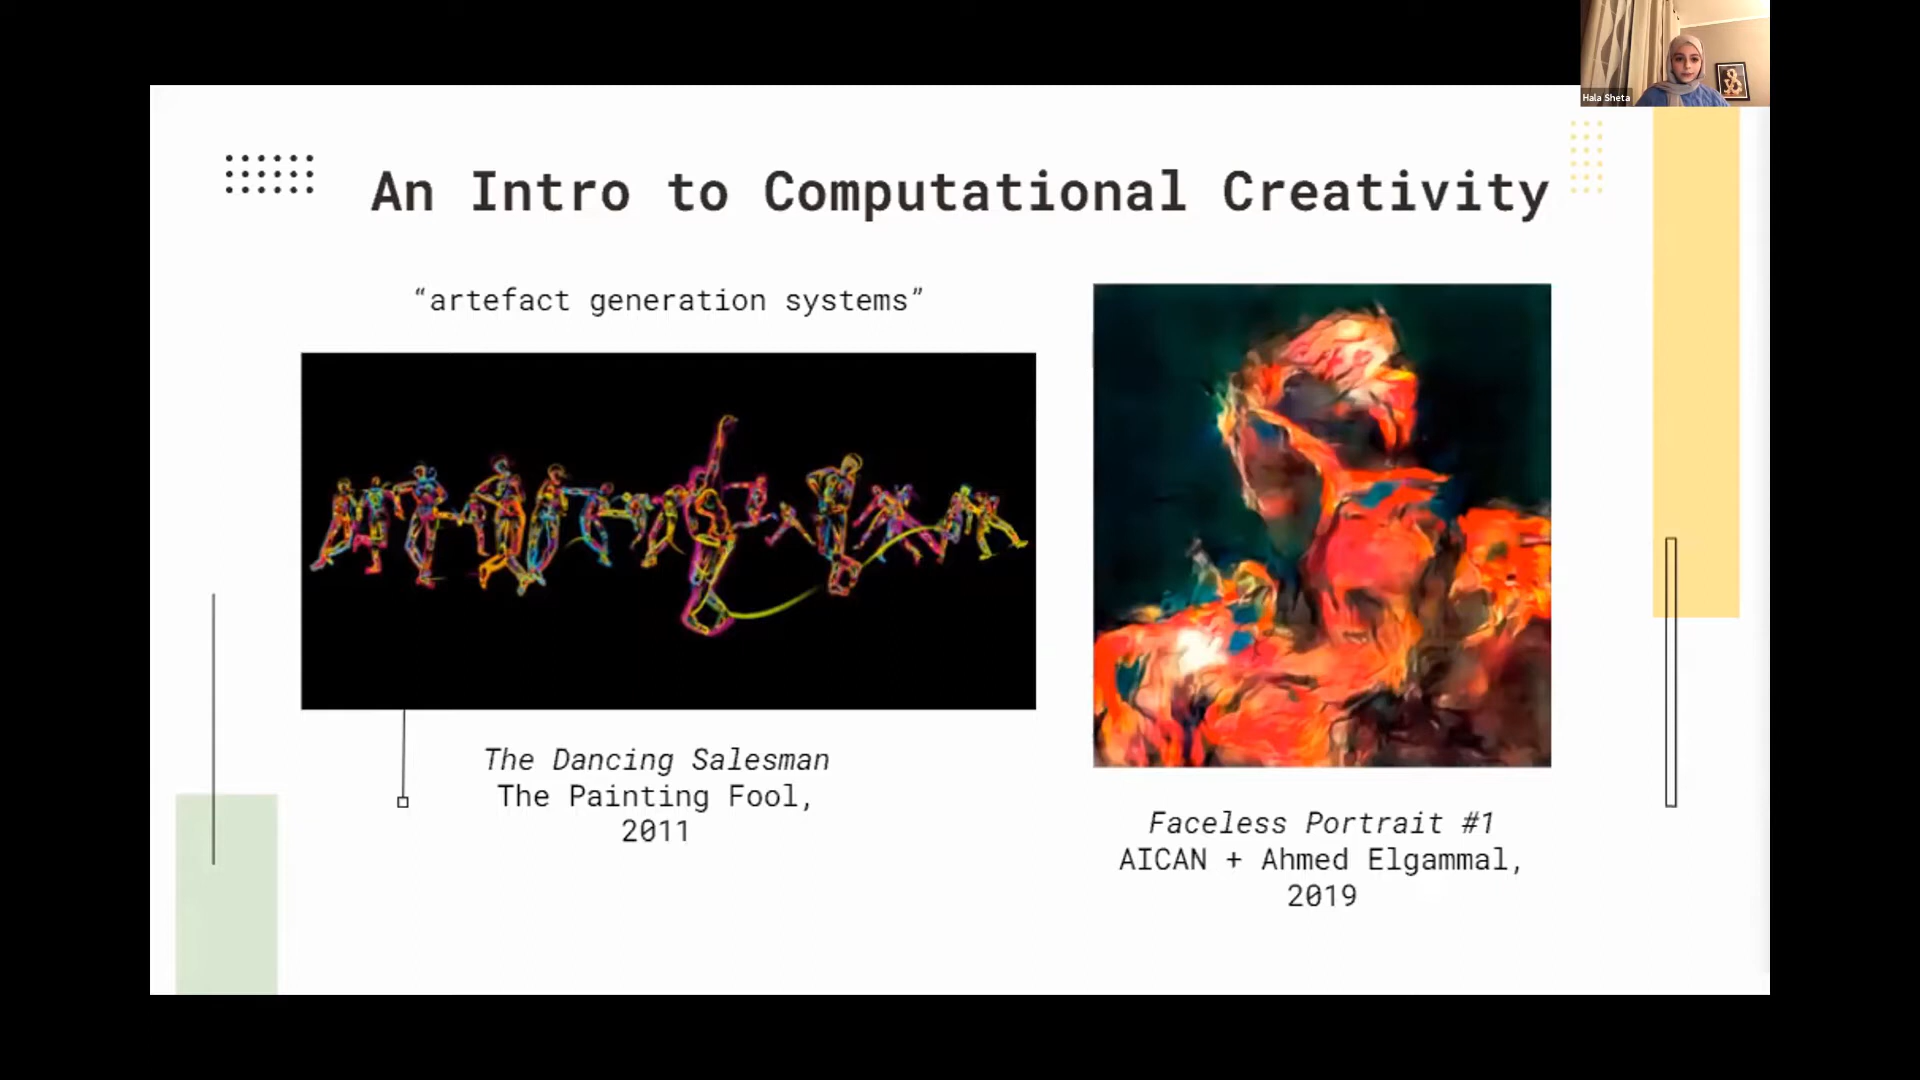 Hala Sheta
An Intro to Computational Creativity
“artefact generation systems”
The Dancing Salesman
The Painting Fool,
2011
Faceless Portrait #1
AICAN + Ahmed Elgammal,
2019